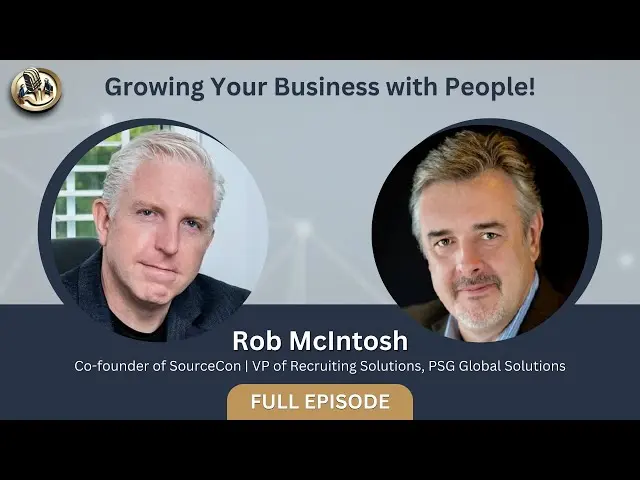 Growing Your Business with People!
Rob McIntosh
Co-founder of SourceCon | VP of Recruiting Solutions, PSG Global Solutions
FULL EPISODE